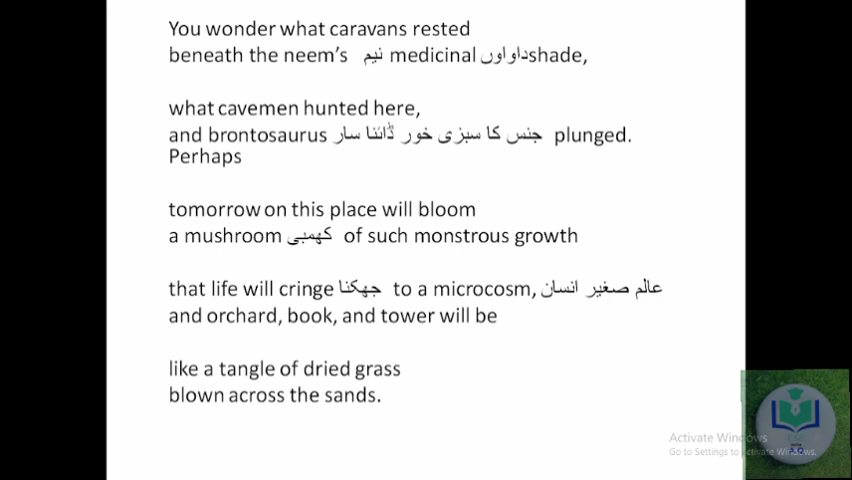 You wonder what caravans rested
beneath the neem's نیم medicinal داواوں shade,
what cavemen hunted here,
and brontosaurus جنس کا سبزی خور ڈائنا سار plunged.
Perhaps
tomorrow on this place will bloom
a mushroom کھمبی of such monstrous growth
that life will cringe جھکنا to a microcosm, عالم صغیر انسان
and orchard, book, and tower will be
like a tangle of dried grass
blown across the sands.
Activate Windows
Go to Settings to activate Windows.